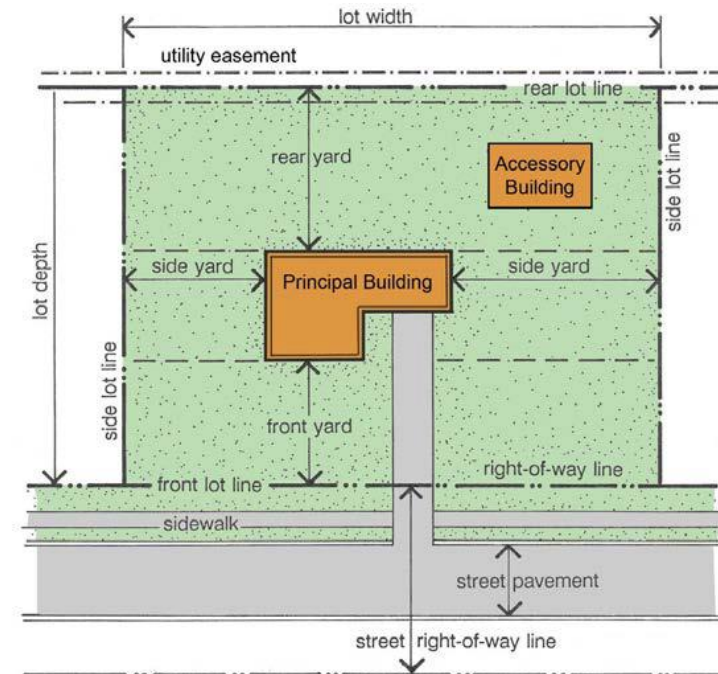 lot width
utility easement
rear lot line
rear yard
Accessory
Building
side lot line
lot depth
side yard
Principal Building
side yard
side lot line
front yard
front lot line
right-of-way line
sidewalk
street pavement
street right-of-way line